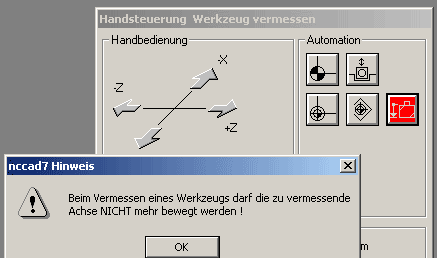 Handsteuerung Werkzeug vermessen
Handbedienung
Automation
-X
-Z
+Z
nccad7 Hinweis
Beim Vermessen eines Werkzeugs darf die zu vermessende
Achse NICHT mehr bewegt werden !
OK